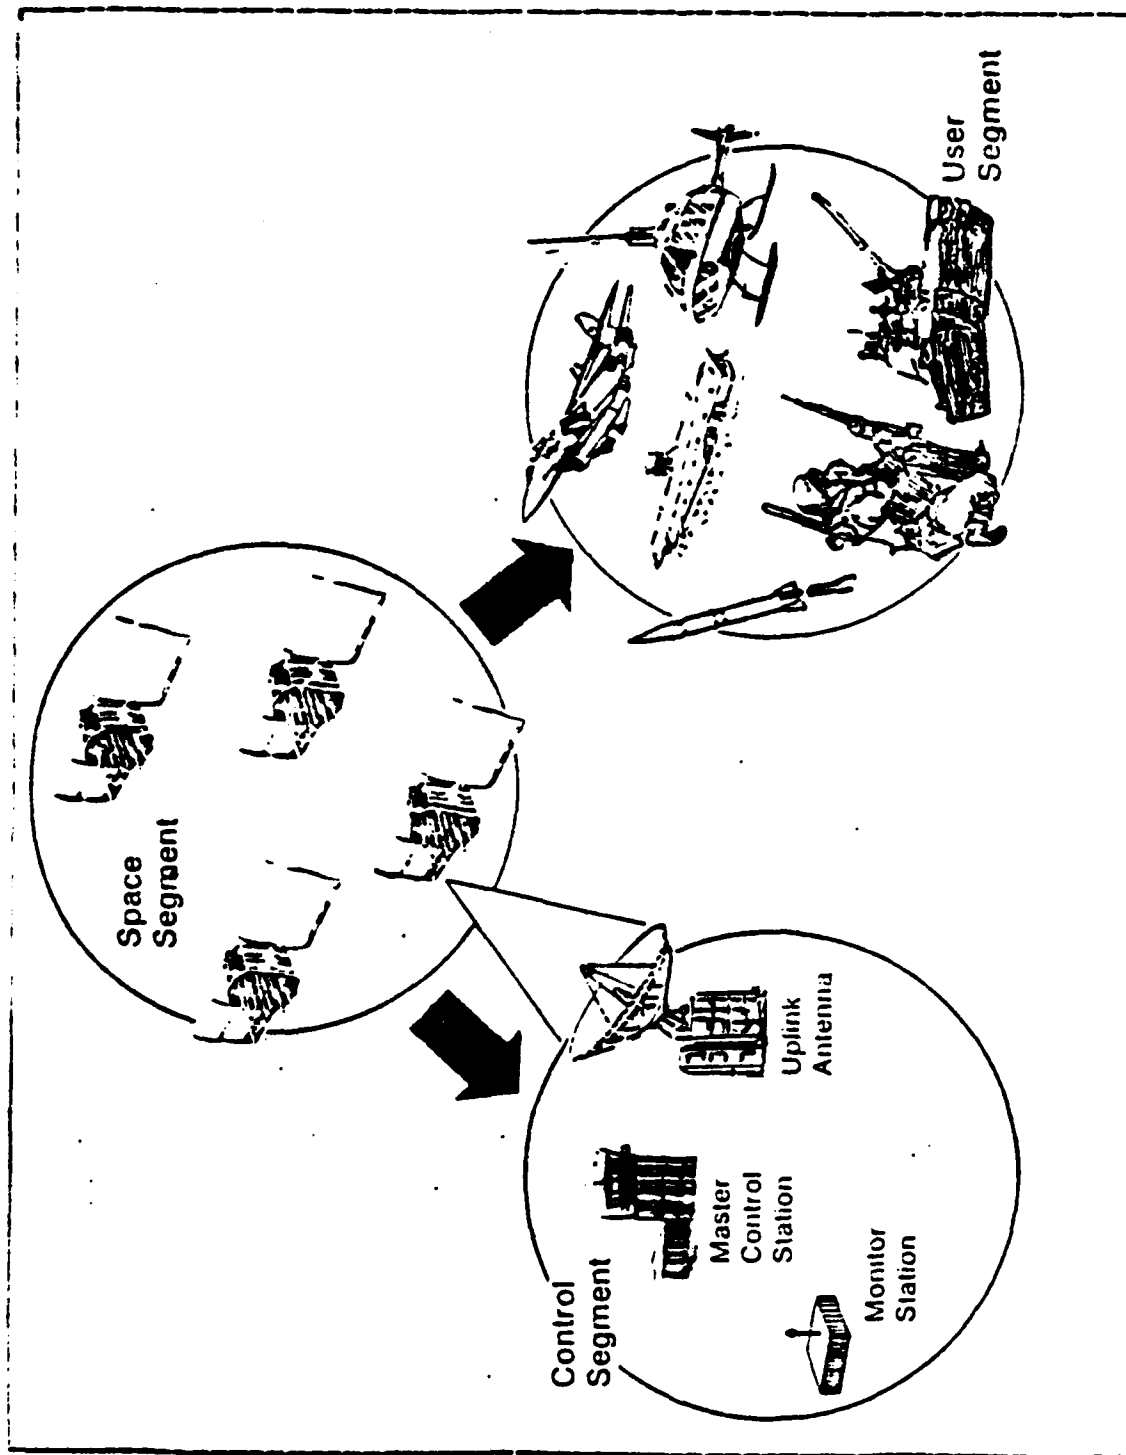 Space
Segment
Control
Segment
Master
Control
Station
Uplink
Antenna
Monitor
Station
User
Segment